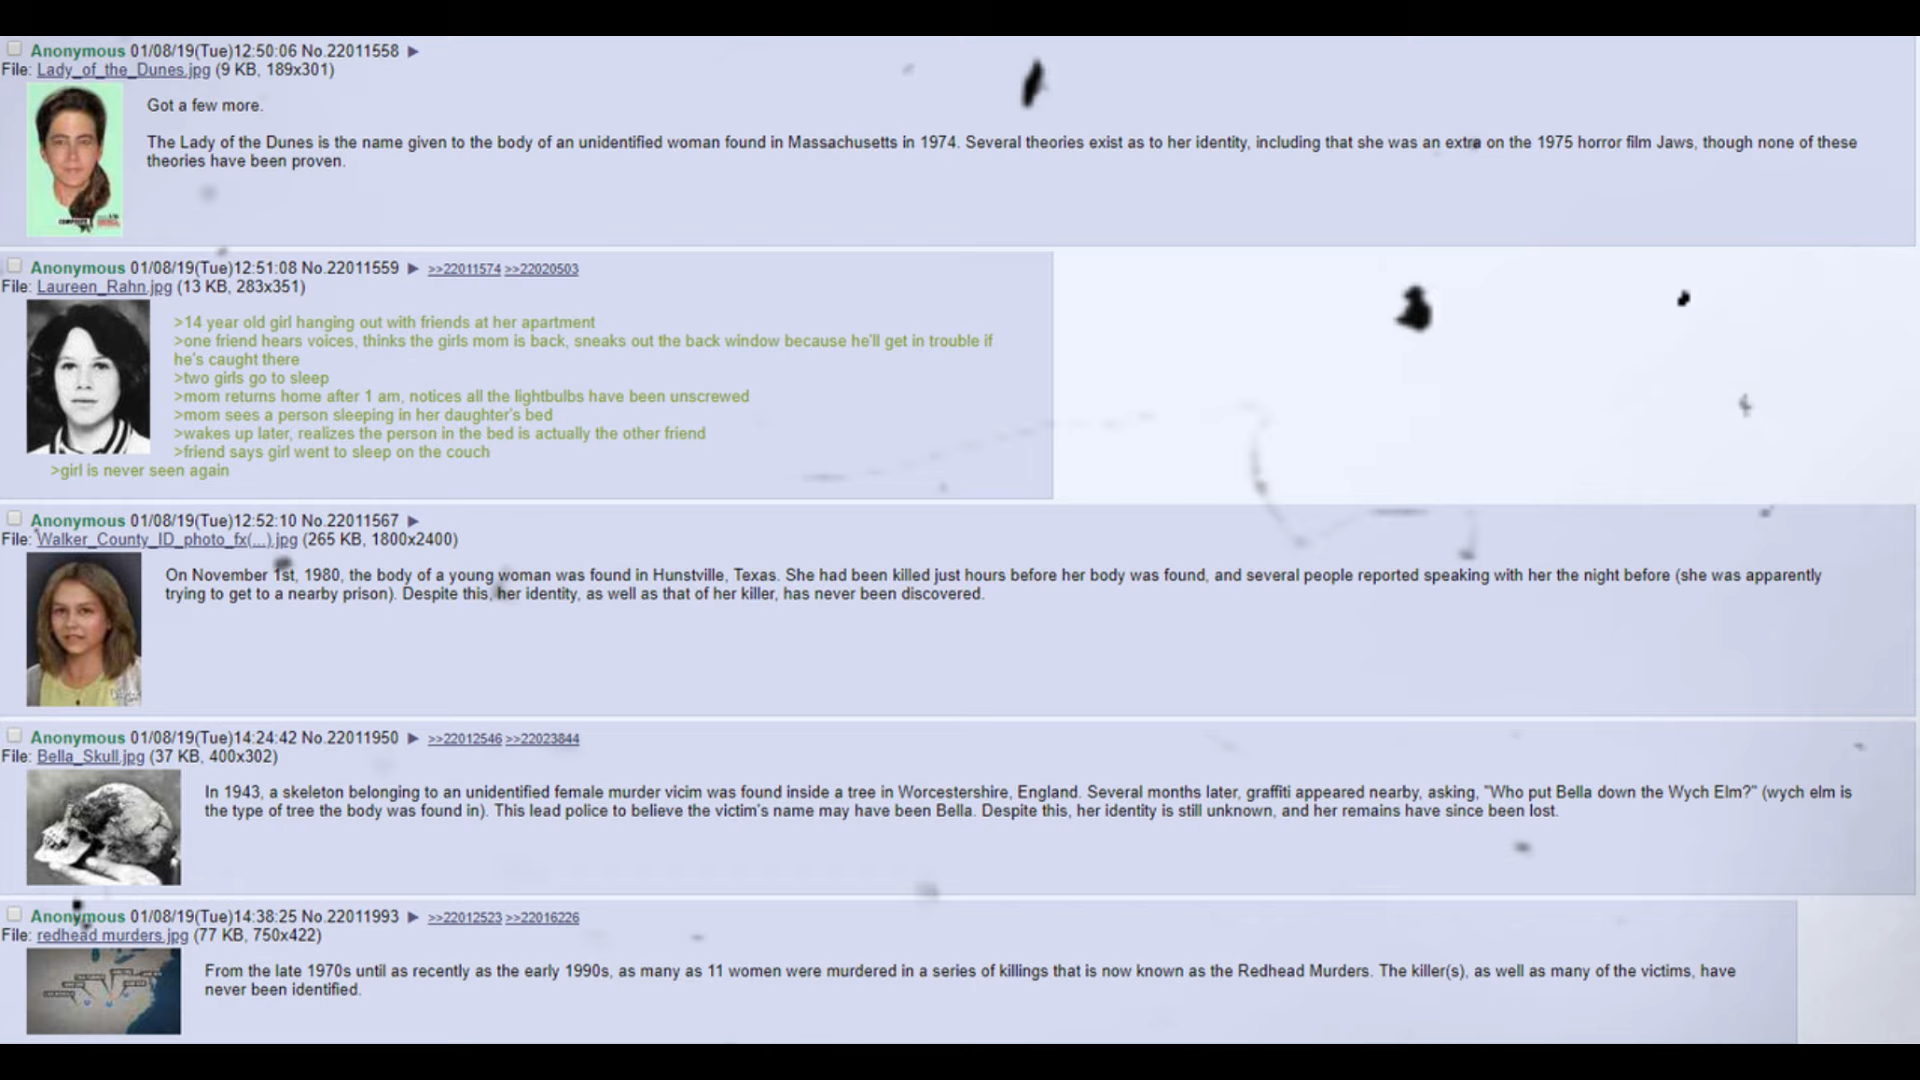 Anonymous 01/08/19(Tue)12:50:06 No.22011558 ▶
File: Lady_of_the_Dunes.jpg (9 KB, 189x301)
Got a few more.
The Lady of the Dunes is the name given to the body of an unidentified woman found in Massachusetts in 1974. Several theories exist as to her identity, including that she was an extra on the 1975 horror film Jaws, though none of these
theories have been proven.
Anonymous 01/08/19(Tue)12:51:08 No.22011559 ▶ >>22011574 >>22020503
File: Laureen_Rahn.jpg (13 KB, 283x351)
>14 year old girl hanging out with friends at her apartment
>one friend hears voices, thinks the girls mom is back, sneaks out the back window because he'll get in trouble if
he's caught there
>two girls go to sleep
>mom returns home after 1 am, notices all the lightbulbs have been unscrewed
>mom sees a person sleeping in her daughter's bed
>wakes up later, realizes the person in the bed is actually the other friend
>friend says girl went to sleep on the couch
>girl is never seen again
Anonymous 01/08/19(Tue)12:52:10 No.22011567 ▶
File: Walker_County_ID_photo_fx(...).jpg (265 KB, 1800x2400)
On November 1st, 1980, the body of a young woman was found in Hunstville, Texas. She had been killed just hours before her body was found, and several people reported speaking with her the night before (she was apparently
trying to get to a nearby prison). Despite this, her identity, as well as that of her killer, has never been discovered.
Anonymous 01/08/19(Tue)14:24:42 No.22011950 ▶ >>22012546 >>22023844
File: Bella_Skull.jpg (37 KB, 400x302)
In 1943, a skeleton belonging to an unidentified female murder vicim was found inside a tree in Worcestershire, England. Several months later, graffiti appeared nearby, asking, "Who put Bella down the Wych Elm?" (wych elm is
the type of tree the body was found in). This lead police to believe the victim's name may have been Bella. Despite this, her identity is still unknown, and her remains have since been lost.
Anonymous 01/08/19(Tue)14:38:25 No.22011993 ▶ >>22012523 >>22016226
File: redhead murders.jpg (77 KB, 750x422)
From the late 1970s until as recently as the early 1990s, as many as 11 women were murdered in a series of killings that is now known as the Redhead Murders. The killer(s), as well as many of the victims, have
never been identified.